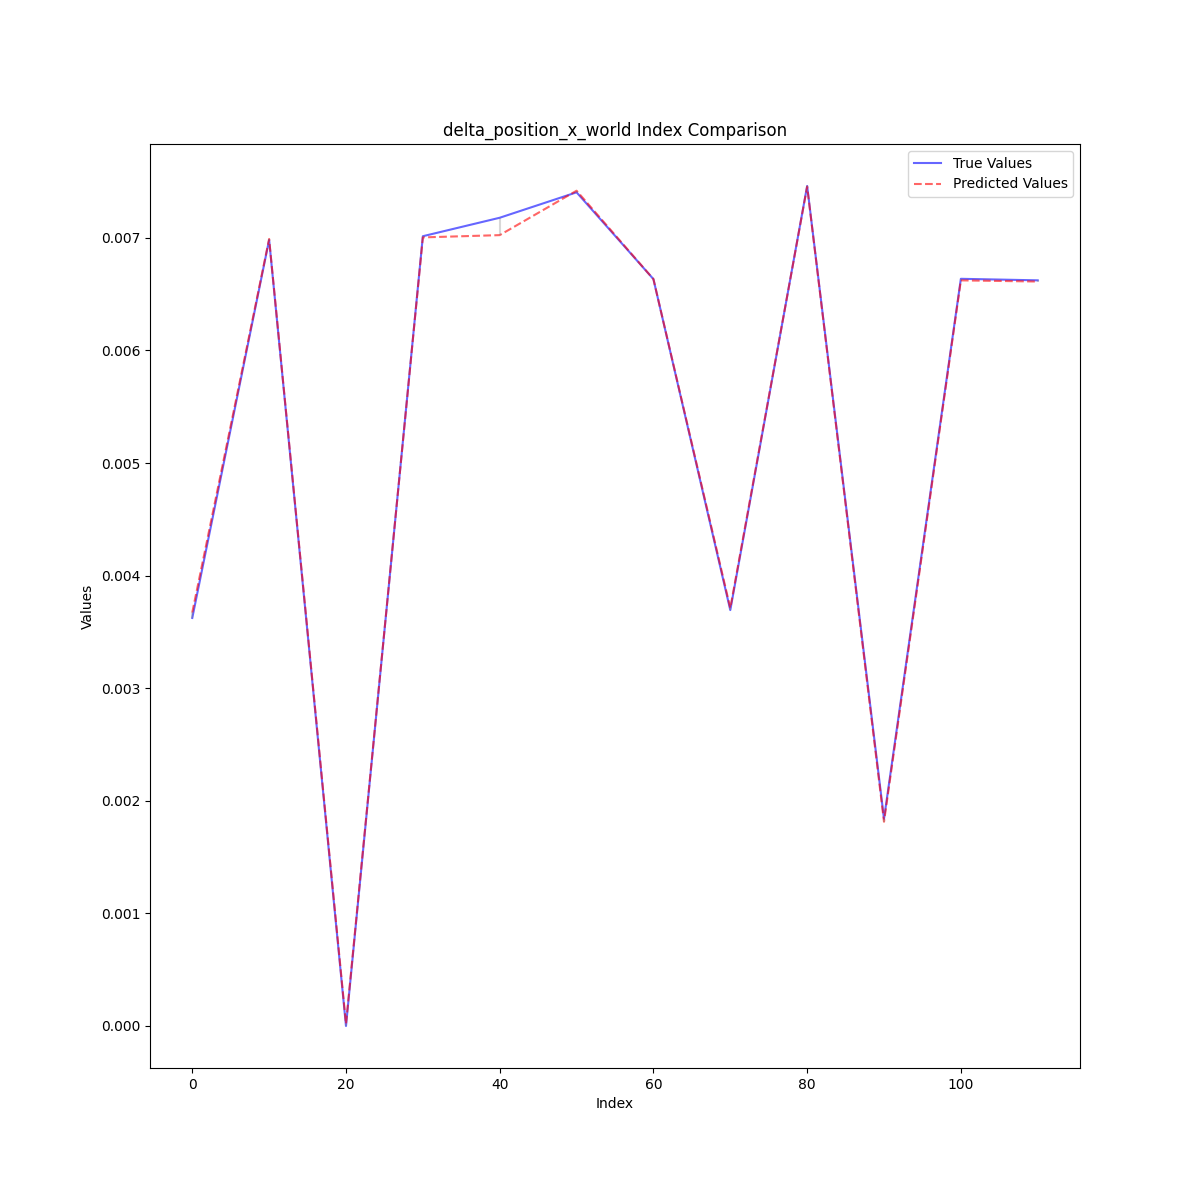 delta_position_x_world Index Comparison
True Values
Predicted Values
0.007
0.006
0.005
0.004
0.003
0.002
0.001
0.000
Values
0 20 40 60 80 100
Index